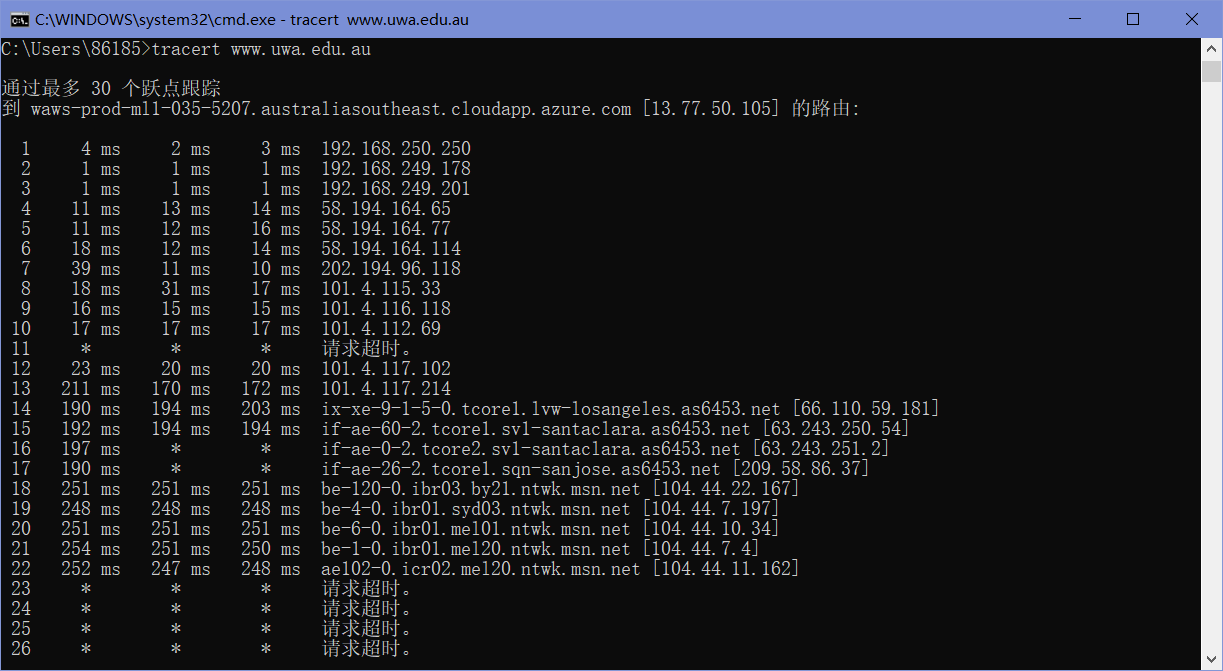 C:\WINDOWS\system32\cmd.exe - tracert  www.uwa.edu.au
C:\Users\86185>tracert www.uwa.edu.au
通过最多 30 个跃点跟踪
到 waws-prod-ml1-035-5207.australiasoutheast.cloudapp.azure.com [13.77.50.105] 的路由:
1     4 ms     2 ms     3 ms  192.168.250.250
2     1 ms     1 ms     1 ms  192.168.249.178
3     1 ms     1 ms     1 ms  192.168.249.201
4    11 ms    13 ms    14 ms  58.194.164.65
5    11 ms    12 ms    16 ms  58.194.164.77
6    18 ms    12 ms    14 ms  58.194.164.114
7    39 ms    11 ms    10 ms  202.194.96.118
8    18 ms    31 ms    17 ms  101.4.115.33
9    16 ms    15 ms    15 ms  101.4.116.118
10    17 ms    17 ms    17 ms  101.4.112.69
11     *        *        *     请求超时。
12    23 ms    20 ms    20 ms  101.4.117.102
13   211 ms   170 ms   172 ms  101.4.117.214
14   190 ms   194 ms   203 ms  ix-xe-9-1-5-0.tcore1.lvw-losangeles.as6453.net [66.110.59.181]
15   192 ms   194 ms   194 ms  if-ae-60-2.tcore1.svl-santaclara.as6453.net [63.243.250.54]
16   197 ms     *        *     if-ae-0-2.tcore2.svl-santaclara.as6453.net [63.243.251.2]
17   190 ms     *        *     if-ae-26-2.tcore1.sqn-sanjose.as6453.net [209.58.86.37]
18   251 ms   251 ms   251 ms  be-120-0.ibr03.by21.ntwk.msn.net [104.44.22.167]
19   248 ms   248 ms   248 ms  be-4-0.ibr01.syd03.ntwk.msn.net [104.44.7.197]
20   251 ms   251 ms   251 ms  be-6-0.ibr01.mel01.ntwk.msn.net [104.44.10.34]
21   254 ms   251 ms   250 ms  be-1-0.ibr01.mel20.ntwk.msn.net [104.44.7.4]
22   252 ms   247 ms   248 ms  ae102-0.icr02.mel20.ntwk.msn.net [104.44.11.162]
23     *        *        *     请求超时。
24     *        *        *     请求超时。
25     *        *        *     请求超时。
26     *        *        *     请求超时。